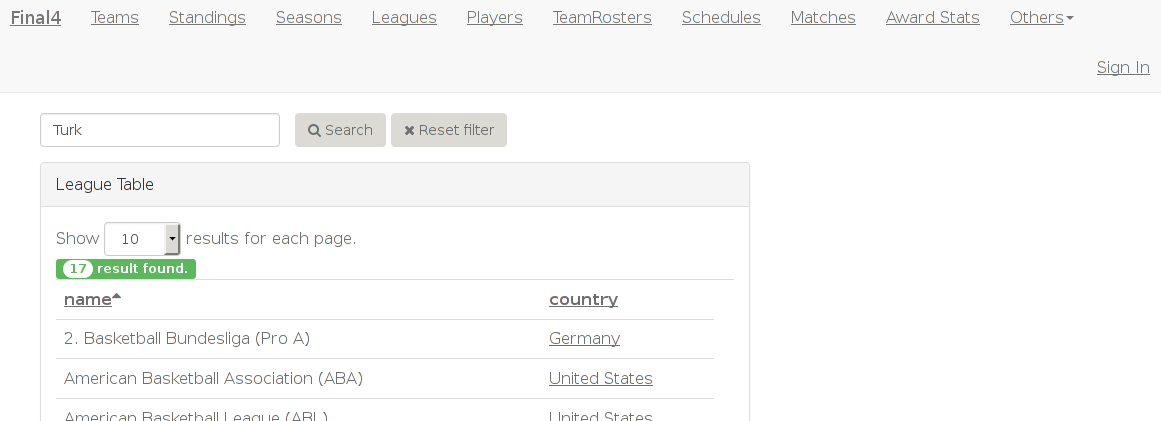 Final4 Teams Standings Seasons Leagues Players TeamRosters Schedules Matches Award Stats Others
Sign In
Turk Search Reset filter
League Table
Show 10 results for each page.
17 result found.
name country
2. Basketball Bundesliga (Pro A) Germany
American Basketball Association (ABA) United States
American Basketball League (ABL) United States